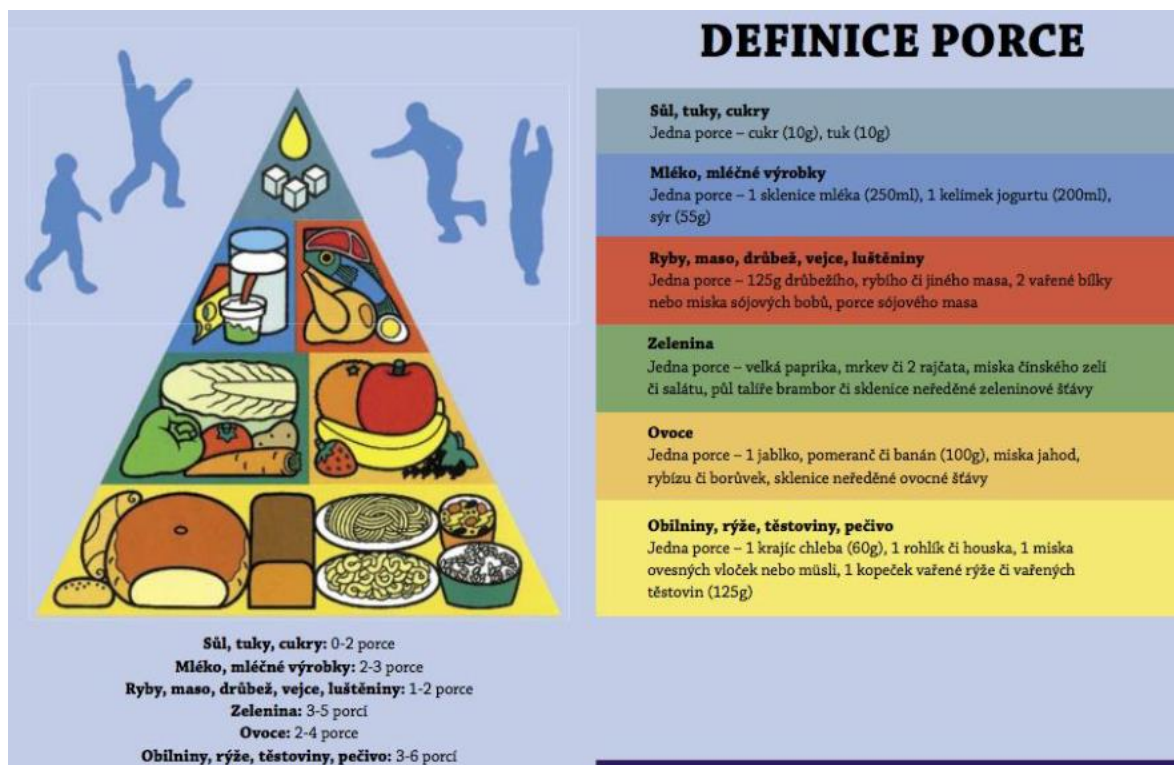 DEFINICE PORCE
Sůl, tuky, cukry
Jedna porce – cukr (10g), tuk (10g)
Mléko, mléčné výrobky
Jedna porce – 1 sklenice mléka (250ml), 1 kelímek jogurtu (200ml),
sýr (55g)
Ryby, maso, drůbež, vejce, luštěniny
Jedna porce – 125g drůbežího, rybího či jiného masa, 2 vařené bílky
nebo miska sójových bobů, porce sójového masa
Zelenina
Jedna porce – velká paprika, mrkev či 2 rajčata, miska čínského zelí
či salátu, půl talíře brambor či sklenice neředěné zeleninové šťávy
Ovoce
Jedna porce – 1 jablko, pomeranč či banán (100g), miska jahod,
rybízu či borůvek, sklenice neředěné ovocné šťávy
Obilniny, rýže, těstoviny, pečivo
Jedna porce – 1 krajíc chleba (60g), 1 rohlík či houska, 1 miska
ovesných vloček nebo müsli, 1 kopeček vařené rýže či vařených
těstovin (125g)
Sůl, tuky, cukry: 0-2 porce
Mléko, mléčné výrobky: 2-3 porce
Ryby, maso, drůbež, vejce, luštěniny: 1-2 porce
Zelenina: 3-5 porcí
Ovoce: 2-4 porce
Obilniny, rýže, těstoviny, pečivo: 3-6 porcí